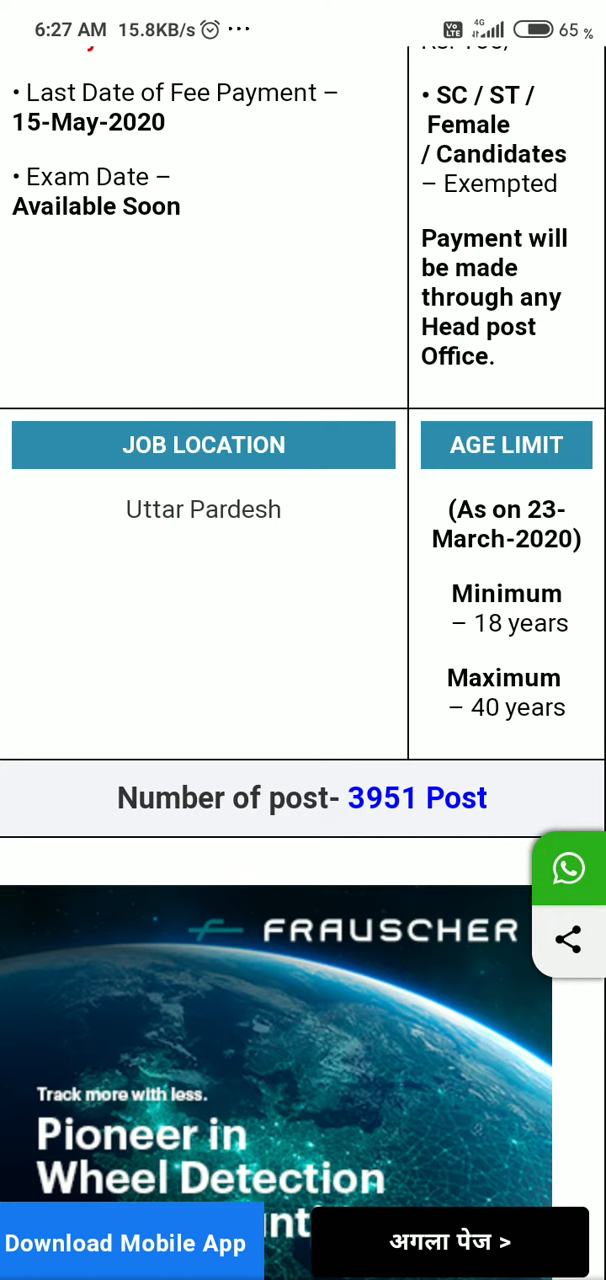 6:27 AM 15.8KB/s ...
Vo LTE 4G 65 %
• Last Date of Fee Payment –
15-May-2020
• Exam Date –
Available Soon
• SC / ST /
Female
/ Candidates
– Exempted
Payment will
be made
through any
Head post
Office.
JOB LOCATION
Uttar Pardesh
AGE LIMIT
(As on 23-
March-2020)
Minimum
– 18 years
Maximum
– 40 years
Number of post- 3951 Post
FRAUSCHER
Track more with less.
Pioneer in
Wheel Detection
Download Mobile App
अगला पेज >